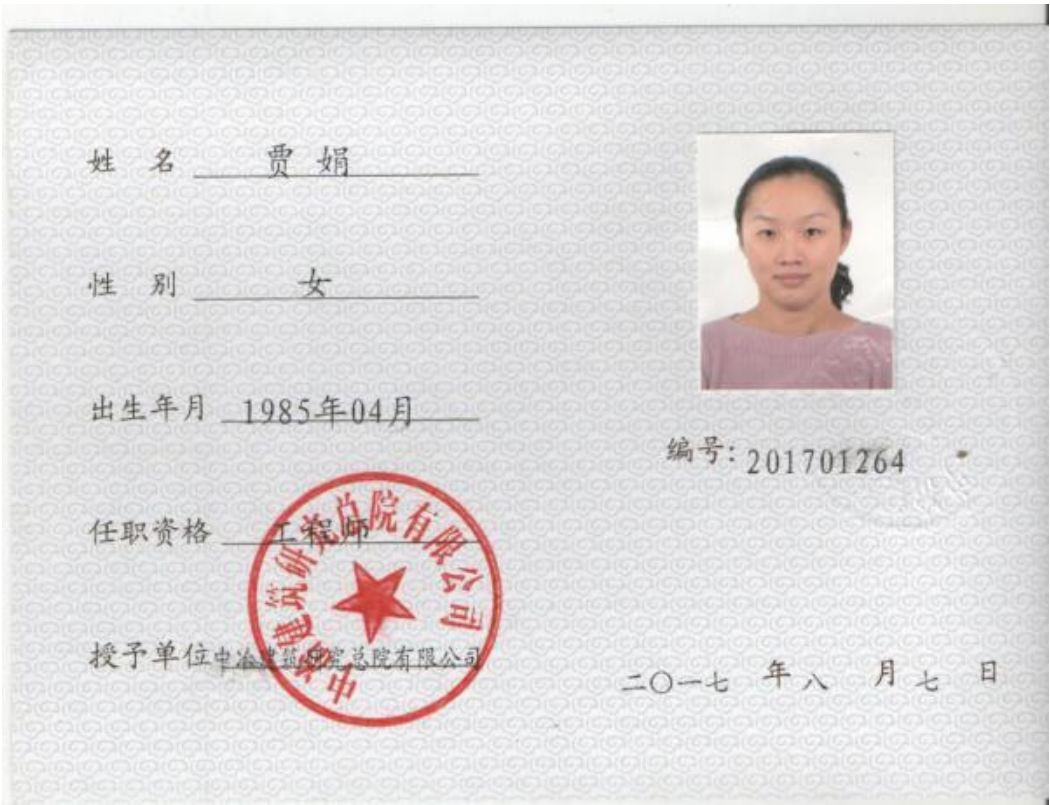 姓 名 贾 娟
性 别 女
出生年月 1985年04月
编号: 201701264
任职资格 工程师
授予单位 中冶建筑研究总院有限公司
中冶建筑研究总院有限公司
二〇一七 年 八 月 七 日